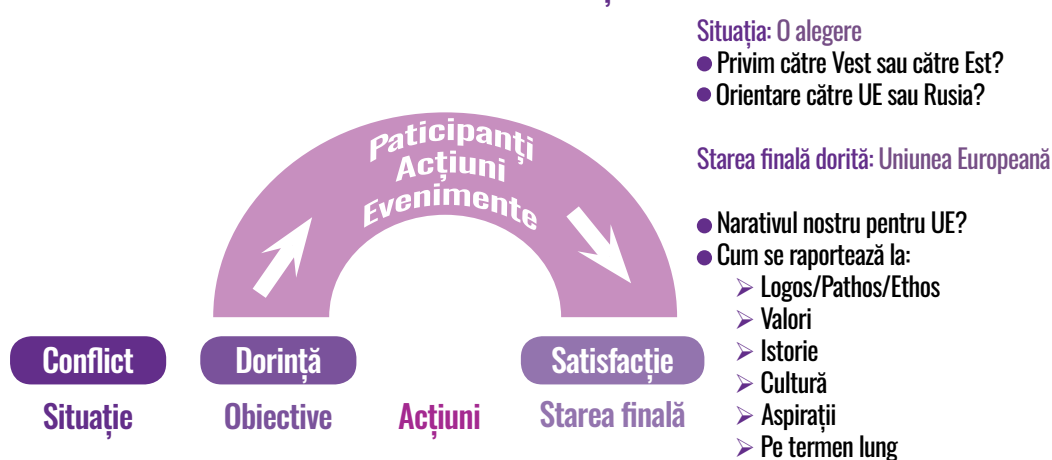 Situația: O alegere
Privim către Vest sau către Est?
Orientare către UE sau Rusia?
Starea finală dorită: Uniunea Europeană
Narativul nostru pentru UE?
Cum se raportează la:
Logos/Pathos/Ethos
Valori
Istorie
Cultură
Aspirații
Pe termen lung
Paticipanți
Acțiuni
Evenimente
Conflict
Dorință
Satisfacție
Situație
Obiective
Acțiuni
Starea finală